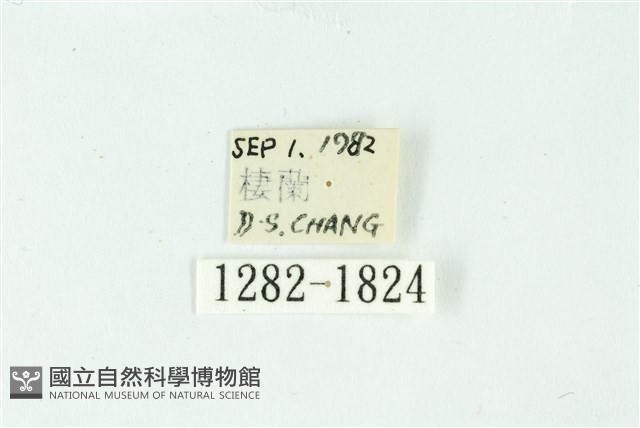 SEP 1. 1982
棲蘭
D.S. CHANG
1282-1824
國立自然科學博物館
NATIONAL MUSEUM OF NATURAL SCIENCE